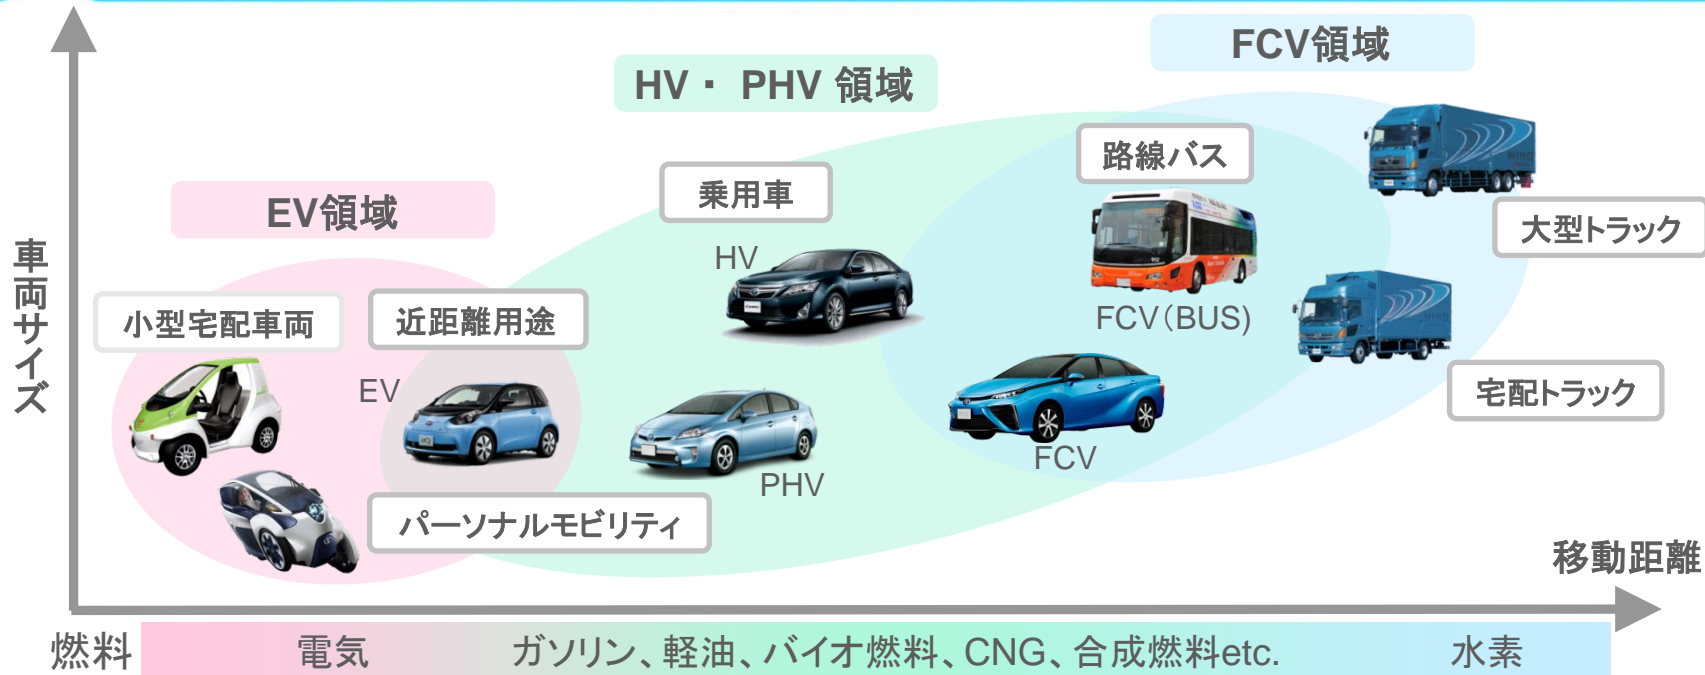 FCV領域
HV・ PHV 領域
路線バス
乗用車
EV領域
大型トラック
HV
車両サイズ
小型宅配車両
近距離用途
FCV(BUS)
宅配トラック
EV
FCV
PHV
パーソナルモビリティ
移動距離
燃料
電気
ガソリン、軽油、バイオ燃料、CNG、合成燃料etc.
水素